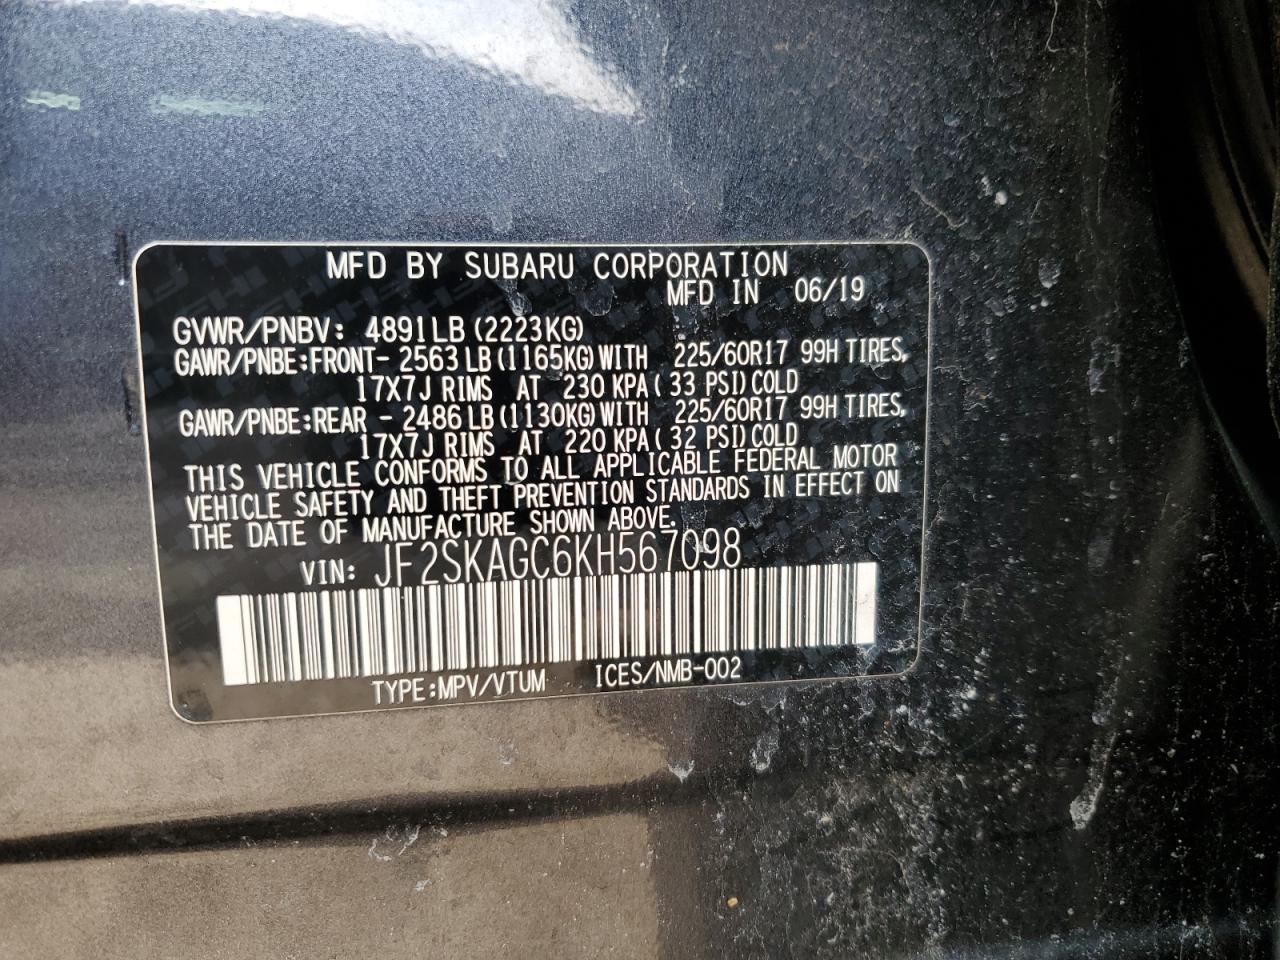 MFD BY SUBARU CORPORATION
MFD IN 06/19
GVWR/PNBV: 4891LB (2223KG)
GAWR/PNBE:FRONT- 2563 LB (1165KG) WITH 225/60R17 99H TIRES,
17X7J RIMS AT 230 KPA ( 33 PSI) COLD
GAWR/PNBE:REAR - 2486 LB (1130KG) WITH 225/60R17 99H TIRES,
17X7J RIMS AT 220 KPA ( 32 PSI) COLD
THIS VEHICLE CONFORMS TO ALL APPLICABLE FEDERAL MOTOR
VEHICLE SAFETY AND THEFT PREVENTION STANDARDS IN EFFECT ON
THE DATE OF MANUFACTURE SHOWN ABOVE.
VIN: JF2SKAGC6KH567098
TYPE:MPV/VTUM ICES/NMB-002